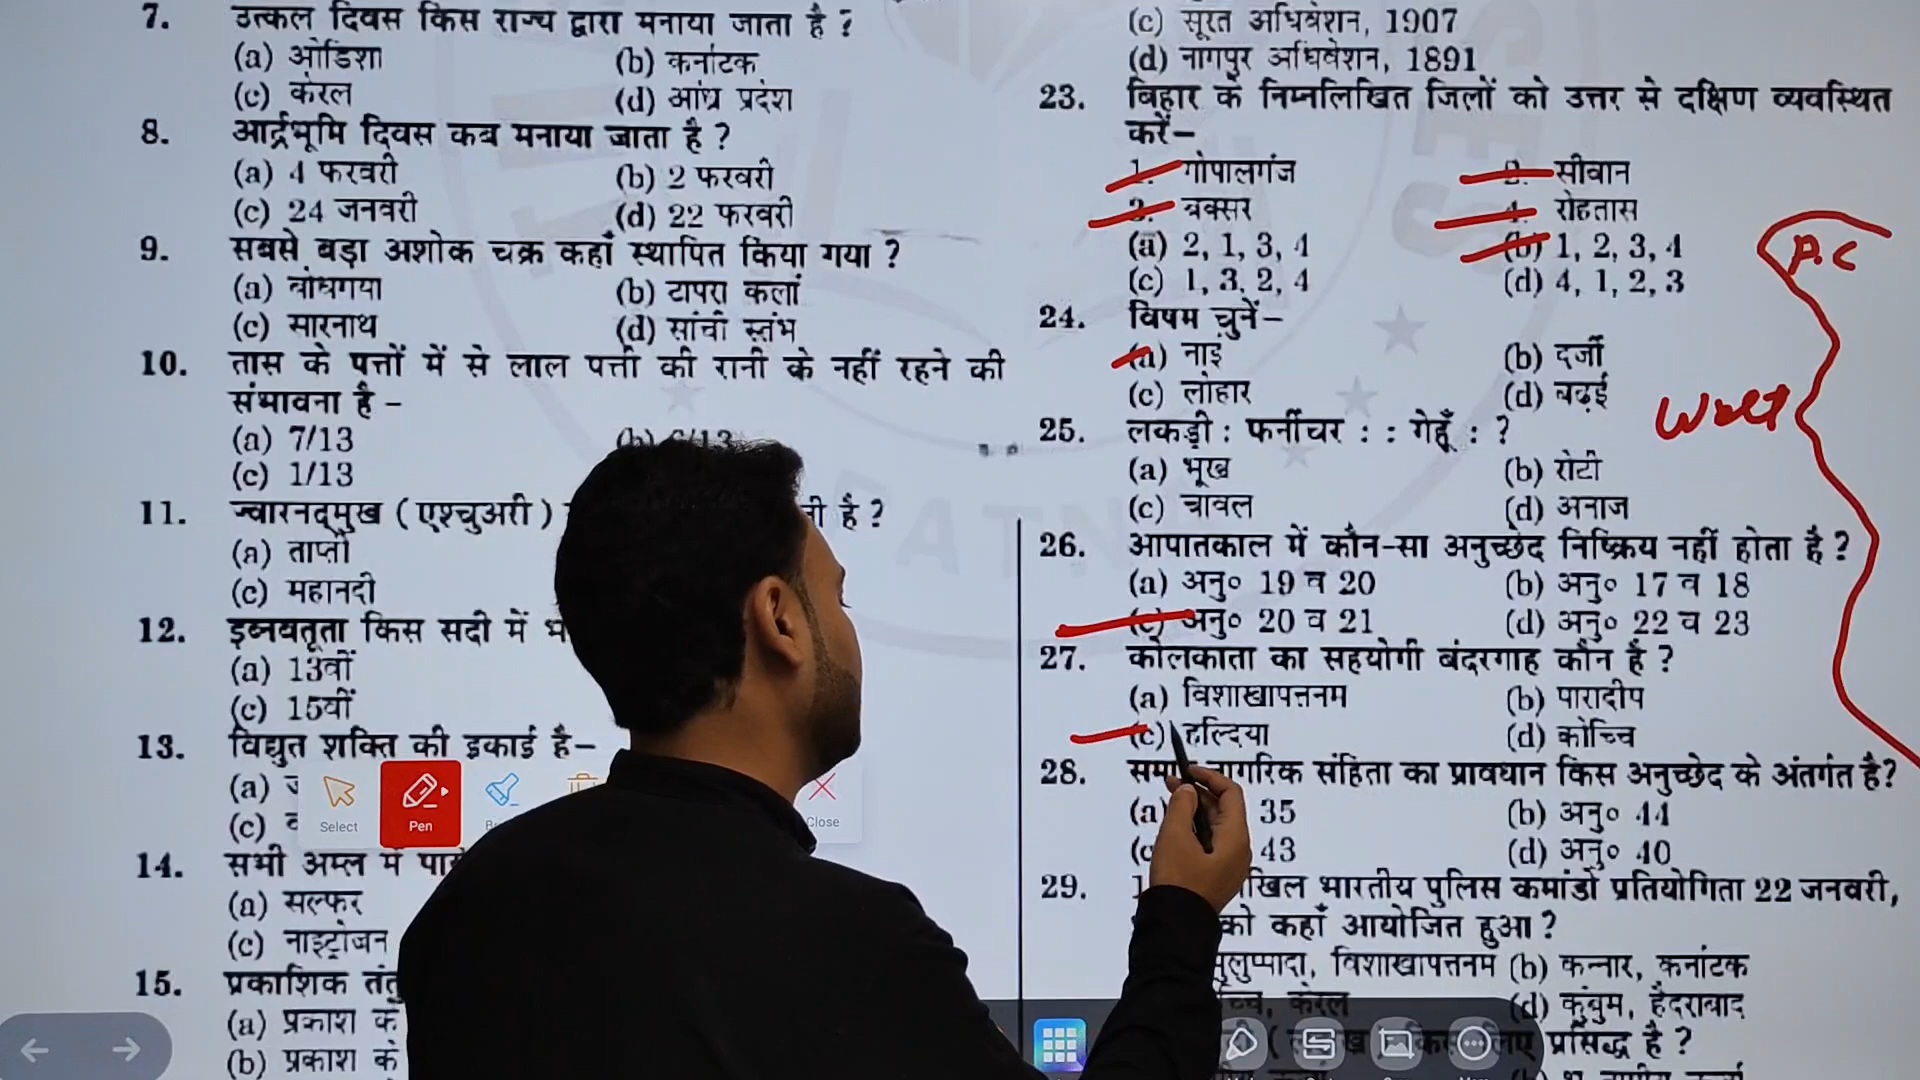 7. उत्कल दिवस किस राज्य द्वारा मनाया जाता है ?
(a) ओडिशा (b) कर्नाटक
(c) केरल (d) आंध्र प्रदेश
8. आर्द्रभूमि दिवस कब मनाया जाता है ?
(a) 4 फरवरी (b) 2 फरवरी
(c) 24 जनवरी (d) 22 फरवरी
9. सबसे बड़ा अशोक चक्र कहाँ स्थापित किया गया ?
(a) बोधगया (b) टोपरा कलां
(c) सारनाथ (d) सांची स्तंभ
10. तास के पत्तों में से लाल पत्ती की रानी के नहीं रहने की
संभावना है –
(a) 7/13 (b) 6/13
(c) 1/13
11. ज्वारनद्मुख ( एश्चुअरी ) है ?
(a) ताप्ती
(c) महानदी
12. इब्नबतूता किस सदी में
(a) 13वीं
(c) 15वीं
13. विद्युत शक्ति की इकाई है–
(a)
(c)
Select Pen Close
14. सभी अम्ल में
(a) सल्फर
(c) नाइट्रोजन
15. प्रकाशिक
(a) प्रकाश के
(b) प्रकाश के
(c) सूरत अधिवेशन, 1907
(d) नागपुर अधिवेशन, 1891
23. बिहार के निम्नलिखित जिलों को उत्तर से दक्षिण व्यवस्थित
करें–
1. गोपालगंज 2. सीवान
3. बक्सर 4. रोहतास
(a) 2, 1, 3, 4 (b) 1, 2, 3, 4
(c) 1, 3, 2, 4 (d) 4, 1, 2, 3
P.C
24. विषम चुनें–
(a) नाई (b) दर्जी
(c) लोहार (d) बढ़ई
25. लकड़ी : फर्नीचर : : गेहूँ : ?
(a) भूख (b) रोटी
(c) चावल (d) अनाज
26. आपातकाल में कौन-सा अनुच्छेद निष्क्रिय नहीं होता है ?
(a) अनु० 19 व 20 (b) अनु० 17 व 18
(c) अनु० 20 व 21 (d) अनु० 22 व 23
27. कोलकाता का सहयोगी बंदरगाह कौन है ?
(a) विशाखापत्तनम (b) पारादीप
(c) हल्दिया (d) कोच्चि
28. समान नागरिक संहिता का प्रावधान किस अनुच्छेद के अंतर्गत है?
(a) 35 (b) अनु० 44
43 (d) अनु० 40
29. भारतीय पुलिस कमांडो प्रतियोगिता 22 जनवरी,
को कहाँ आयोजित हुआ ?
विशाखापत्तनम (b) कन्नार, कर्नाटक
केरल (d) कुंबुम, हैदराबाद
प्रसिद्ध है ?